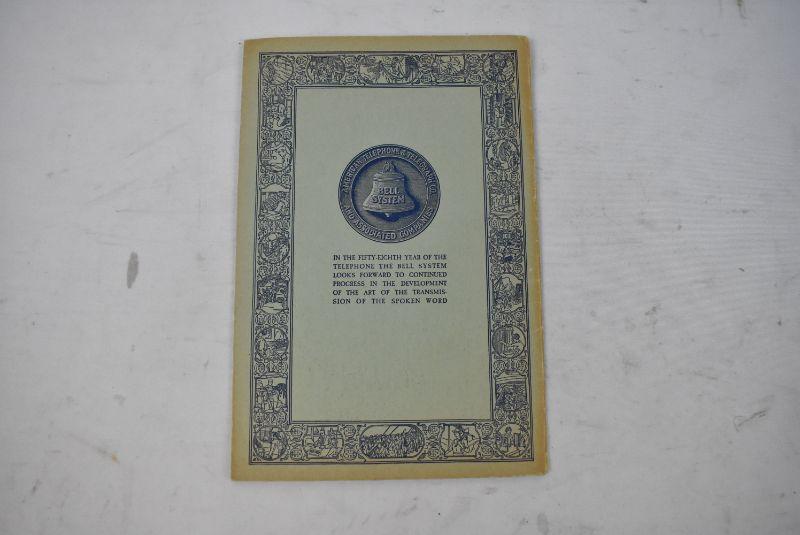 AMERICAN TELEPHONE & TELEGRAPH CO.
BELL
SYSTEM
AND ASSOCIATED COMPANIES
IN THE FIFTY-EIGHTH YEAR OF THE
TELEPHONE THE BELL SYSTEM
LOOKS FORWARD TO CONTINUED
PROGRESS IN THE DEVELOPMENT
OF THE ART OF THE TRANSMIS-
SION OF THE SPOKEN WORD